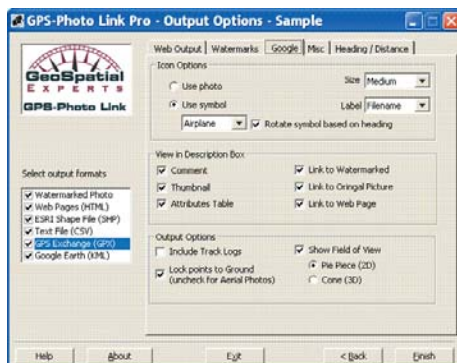 GPS-Photo Link Pro - Output Options - Sample
GeoSpatial
EXPERTS
GPS-Photo Link
Select output formats
Watermarked Photo
Web Pages (HTML)
ESRI Shape File (SHP)
Text File (CSV)
GPS Exchange (GPX)
Google Earth (KML)
Web Output
Watermarks
Google
Misc
Heading / Distance
Icon Options
Use photo
Size
Medium
Use symbol
Label
Filename
Airplane
Rotate symbol based on heading
View in Description Box
Comment
Link to Watermarked
Thumbnail
Link to Oringal Picture
Attributes Table
Link to Web Page
Output Options
Include Track Logs
Show Field of View
Lock points to Ground
(uncheck for Aerial Photos)
Pie Piece (2D)
Cone (3D)
Help
About
Exit
< Back
Finish